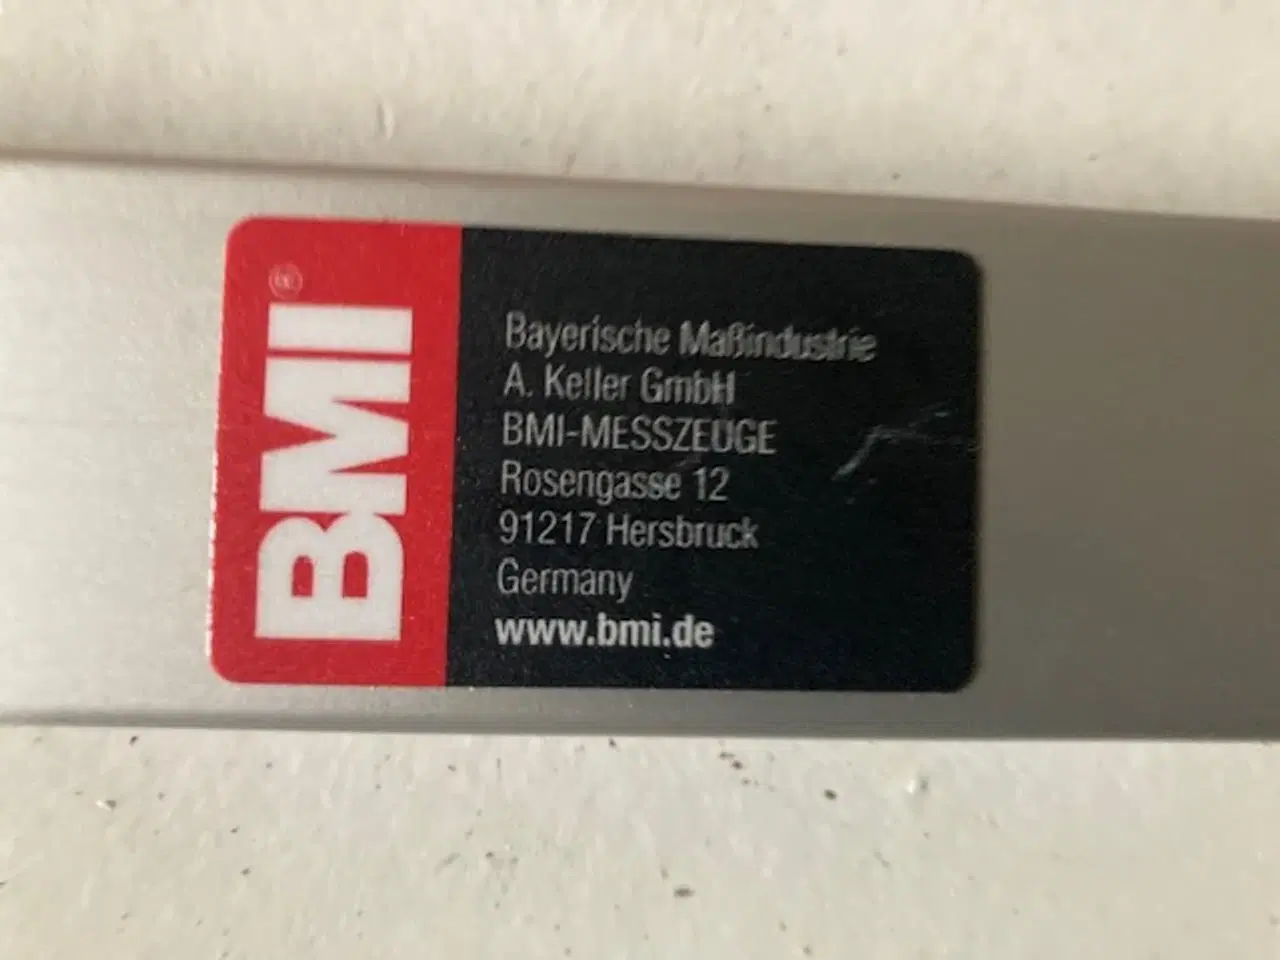 BMI®
Bayerische Maßindustrie
A. Keller GmbH
BMI-MESSZEUGE
Rosengasse 12
91217 Hersbruck
Germany
www.bmi.de